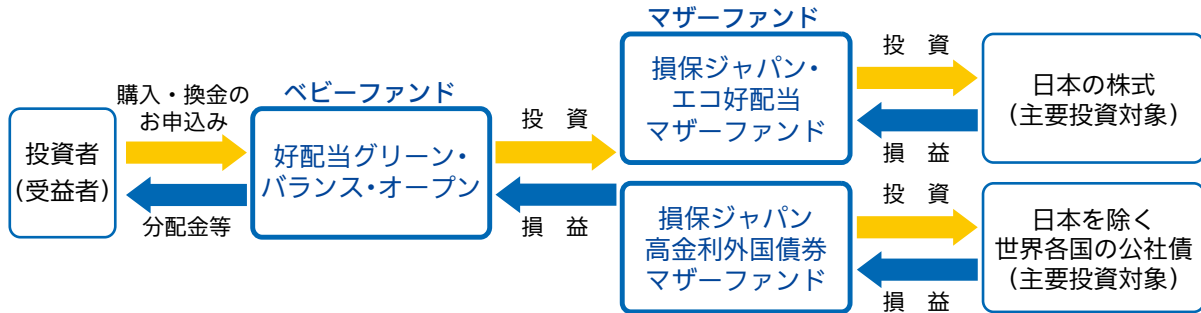 投資者
(受益者)
購入・換金の
お申込み
分配金等
ベビーファンド
好配当グリーン・
バランス・オープン
投 資
損 益
マザーファンド
損保ジャパン・
エコ好配当
マザーファンド
投 資
損 益
日本の株式
(主要投資対象)
損保ジャパン
高金利外国債券
マザーファンド
投 資
損 益
日本を除く
世界各国の公社債
(主要投資対象)